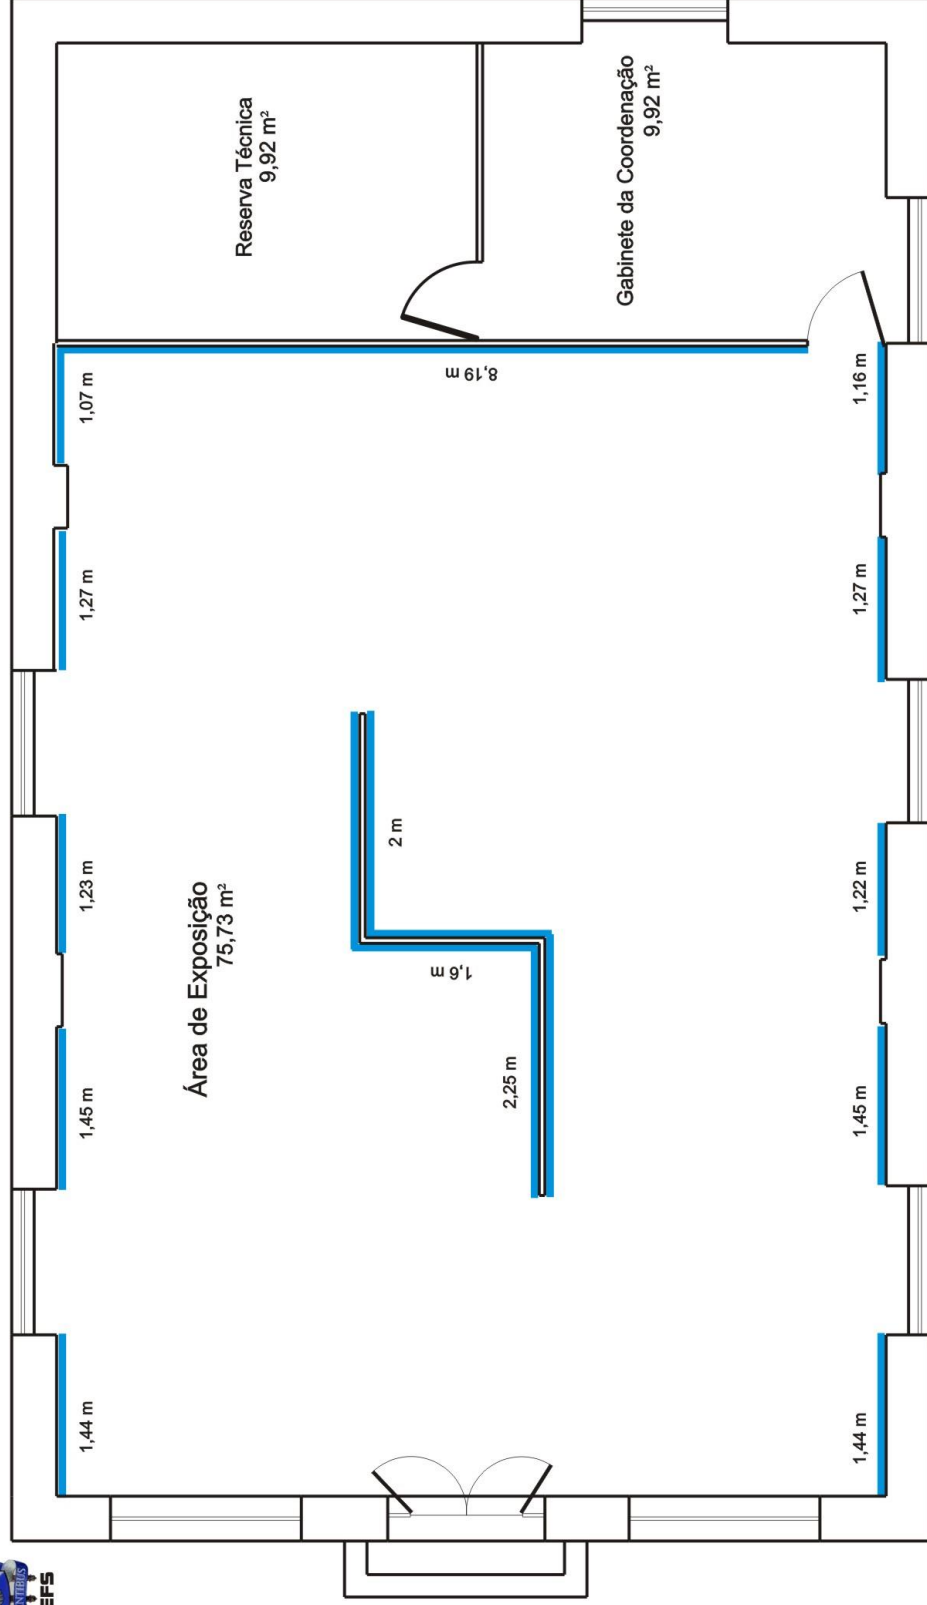 Reserva Técnica
9,92 m²
Gabinete da Coordenação
9,92 m²
8,19 m
1,07 m
1,16 m
1,27 m
1,27 m
2 m
1,23 m
1,22 m
Área de Exposição
75,73 m²
1,6 m
2,25 m
1,45 m
1,45 m
1,44 m
1,44 m
EFS